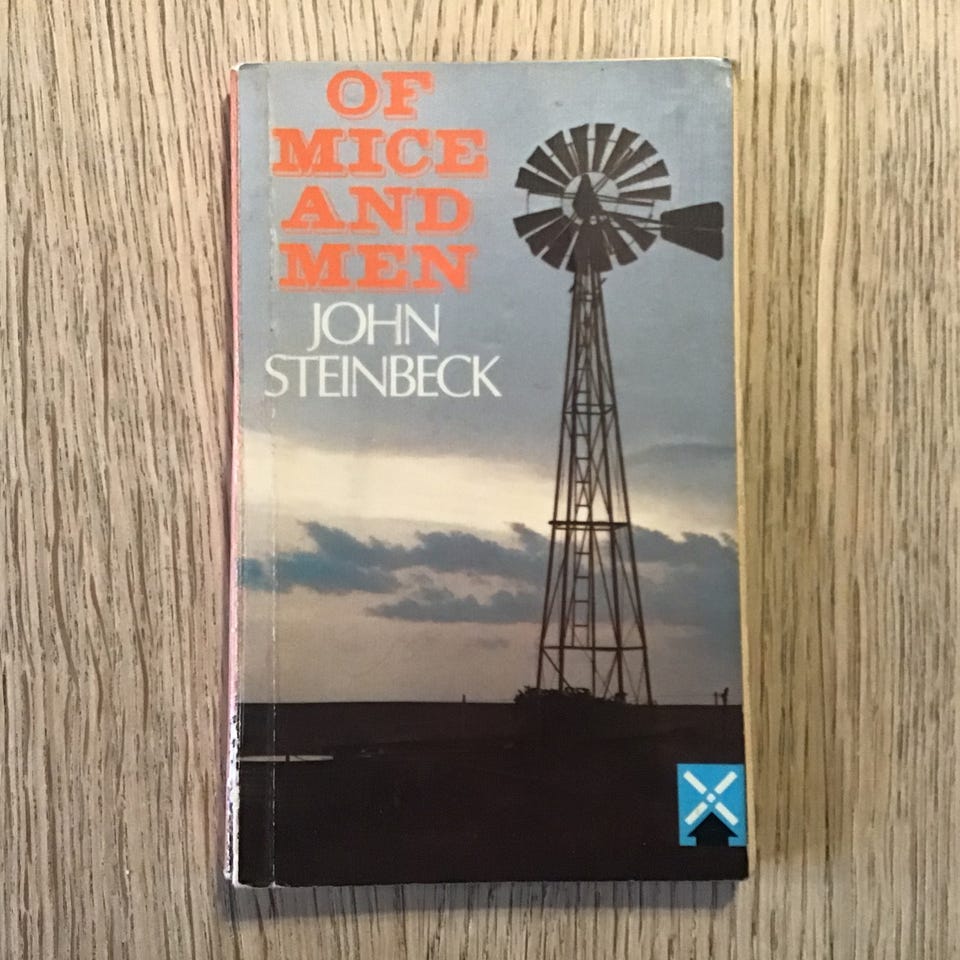 OF
MICE
AND
MEN
JOHN
STEINBECK